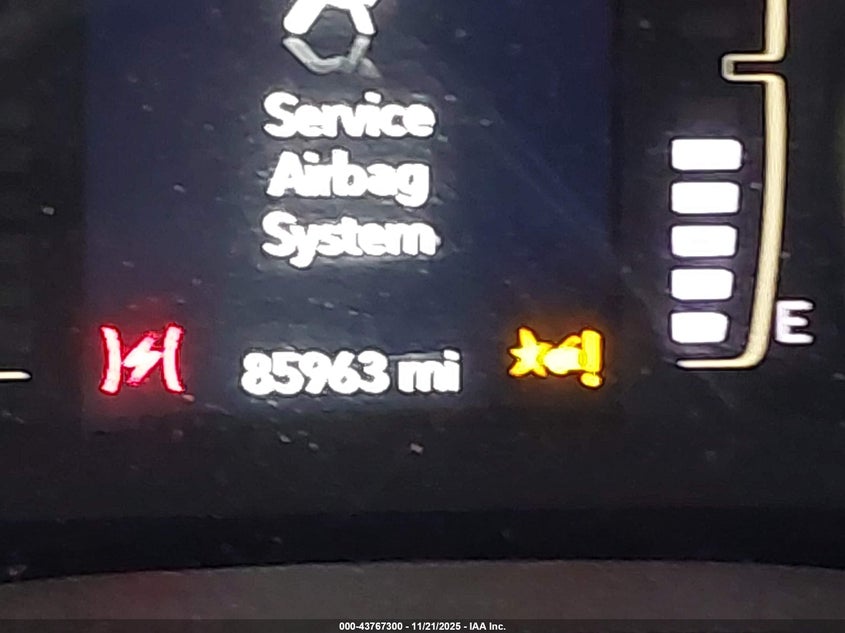 Service
Airbag
System
85963 mi
E
000-43767300 - 11/21/2025 - IAA Inc.